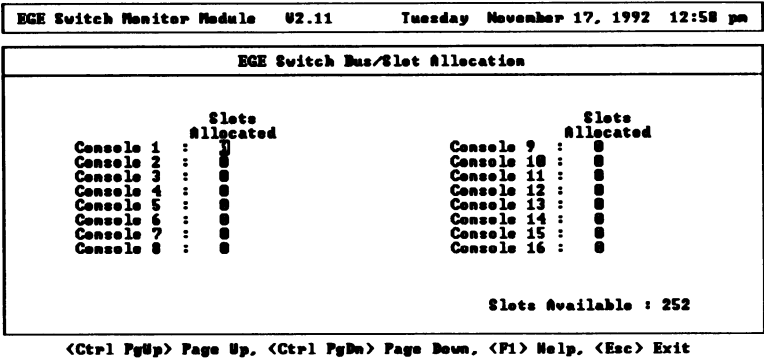 EGE Switch Monitor Module V2.11 Tuesday November 17, 1992 12:58 pm
EGE Switch Bus/Slot Allocation
Slots Slots
Allocated Allocated
Console 1 : 1 Console 9 : 0
Console 2 : 0 Console 10 : 0
Console 3 : 0 Console 11 : 0
Console 4 : 0 Console 12 : 0
Console 5 : 0 Console 13 : 0
Console 6 : 0 Console 14 : 0
Console 7 : 0 Console 15 : 0
Console 8 : 0 Console 16 : 0
Slots Available : 252
<Ctrl PgUp> Page Up, <Ctrl PgDn> Page Down, <F1> Help, <Esc> Exit